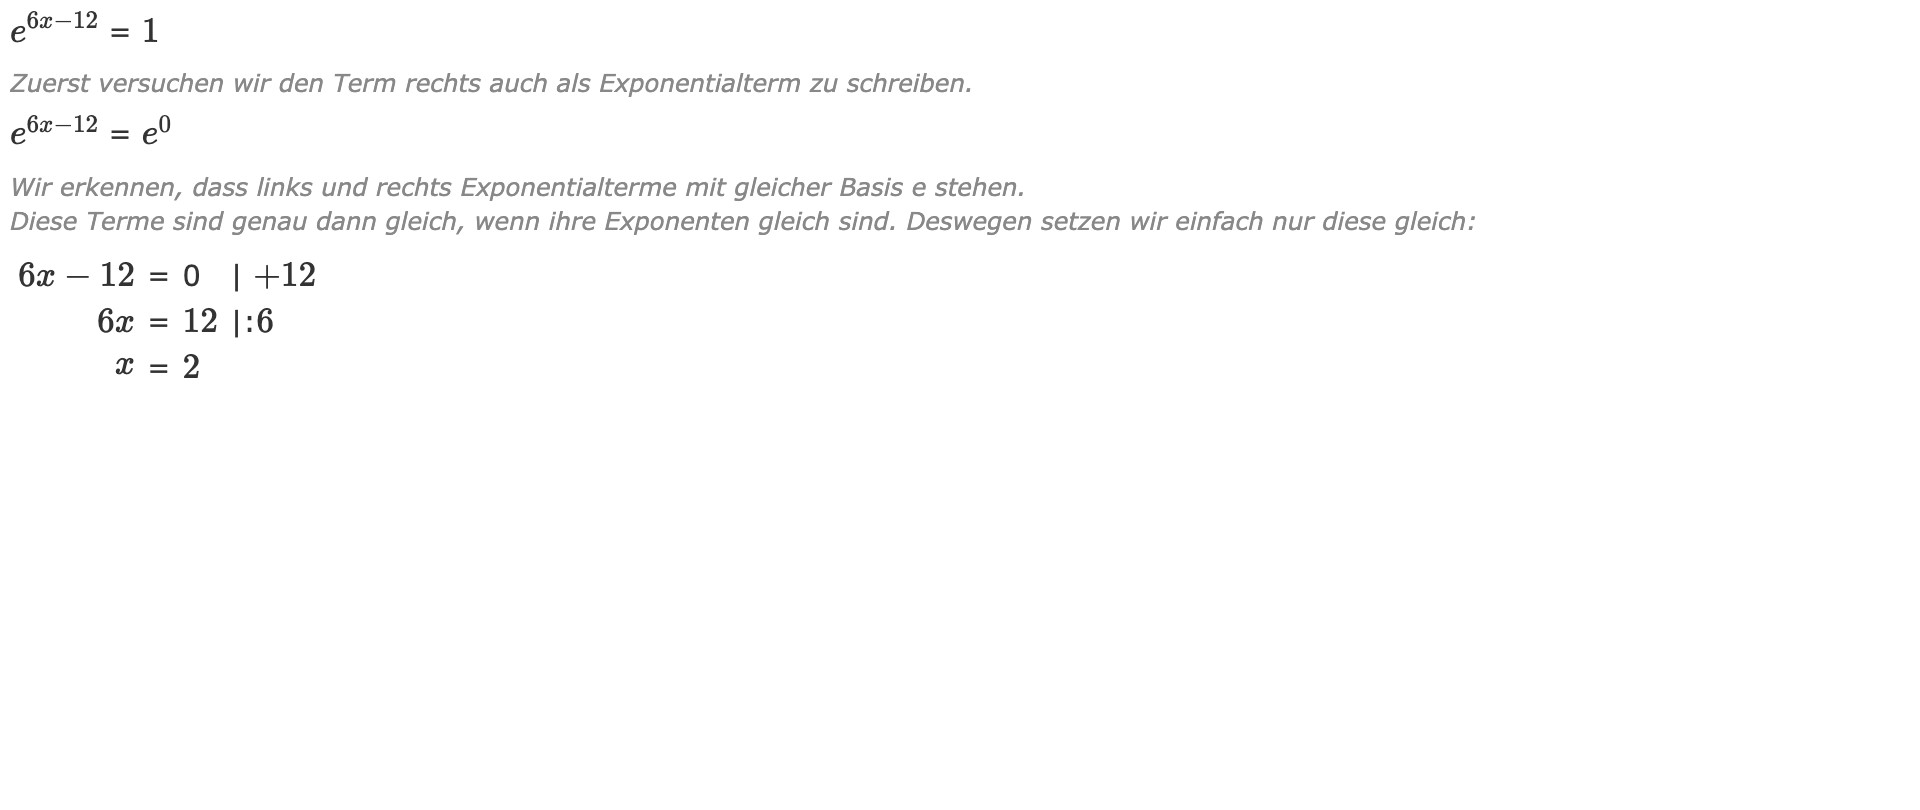 e^{6x−12} = 1
Zuerst versuchen wir den Term rechts auch als Exponentialterm zu schreiben.
e^{6x−12} = e^0
Wir erkennen, dass links und rechts Exponentialterme mit gleicher Basis e stehen.
Diese Terme sind genau dann gleich, wenn ihre Exponenten gleich sind. Deswegen setzen wir einfach nur diese gleich:
6x − 12 = 0 | +12
6x = 12 |:6
x = 2